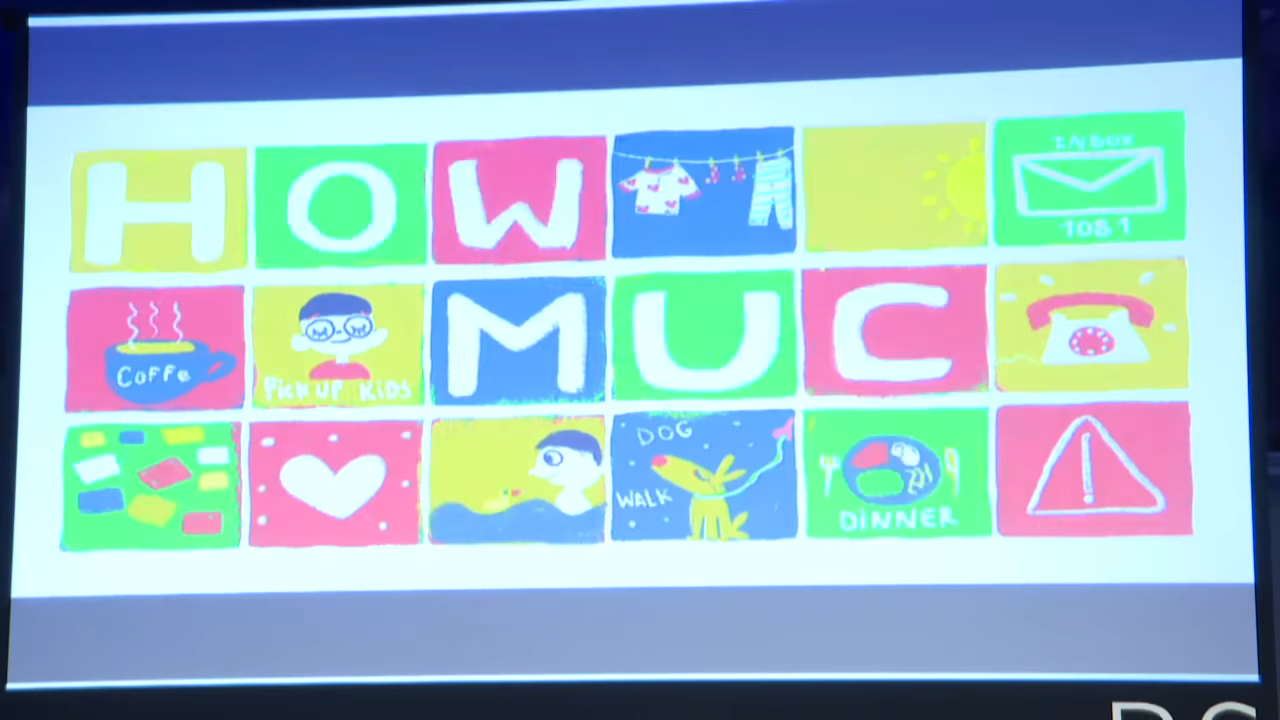 HOW
INBOX
1081
COFFe
PiCK UP KiDS
MUC
DOG
WALK
DiNNER